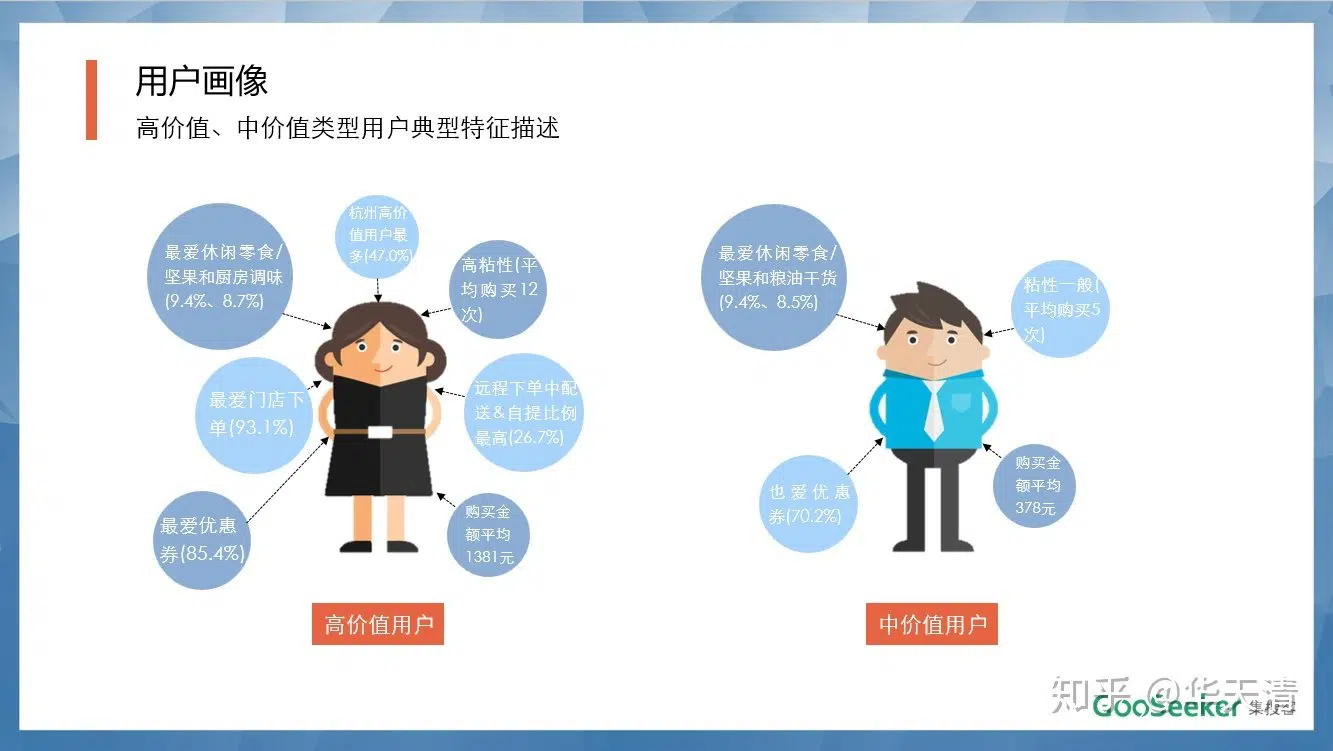 用户画像
高价值、中价值类型用户典型特征描述
最爱休闲零食/
坚果和厨房调味
(9.4%、8.7%)
杭州高价
值用户最
多(47.0%)
高粘性(平
均购买12
次)
最爱门店下
单(93.1%)
远程下单中配
送&自提比例
最高(26.7%)
最爱优惠
券(85.4%)
购买金
额平均
1381元
高价值用户
最爱休闲零食/
坚果和粮油干货
(9.4%、8.5%)
粘性一般(
平均购买5
次)
也爱优惠
券(70.2%)
购买金
额平均
378元
中价值用户
知乎 @华天清
GooSeeker 集搜客